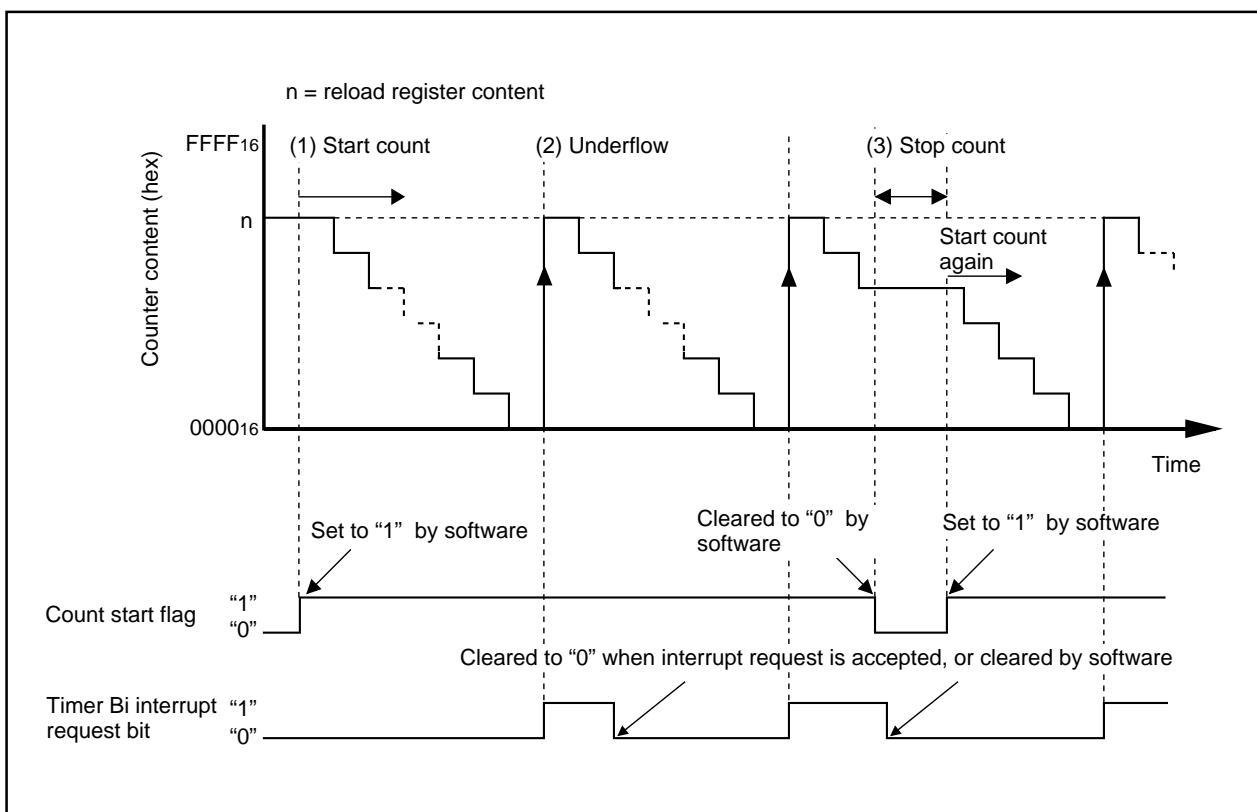 n = reload register content
FFFF16
(1) Start count
(2) Underflow
(3) Stop count
Counter content (hex)
n
Start count
again
000016
Time
Set to “1” by software
Cleared to “0” by
software
Set to “1” by software
Count start flag
“1”
“0”
Cleared to “0” when interrupt request is accepted, or cleared by software
Timer Bi interrupt
request bit
“1”
“0”